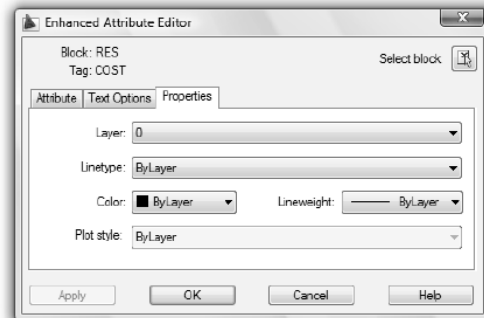 Enhanced Attribute Editor
Block: RES
Tag: COST
Select block
Attribute Text Options Properties
Layer: 0
Linetype: ByLayer
Color: ByLayer Lineweight: ByLayer
Plot style: ByLayer
Apply OK Cancel Help